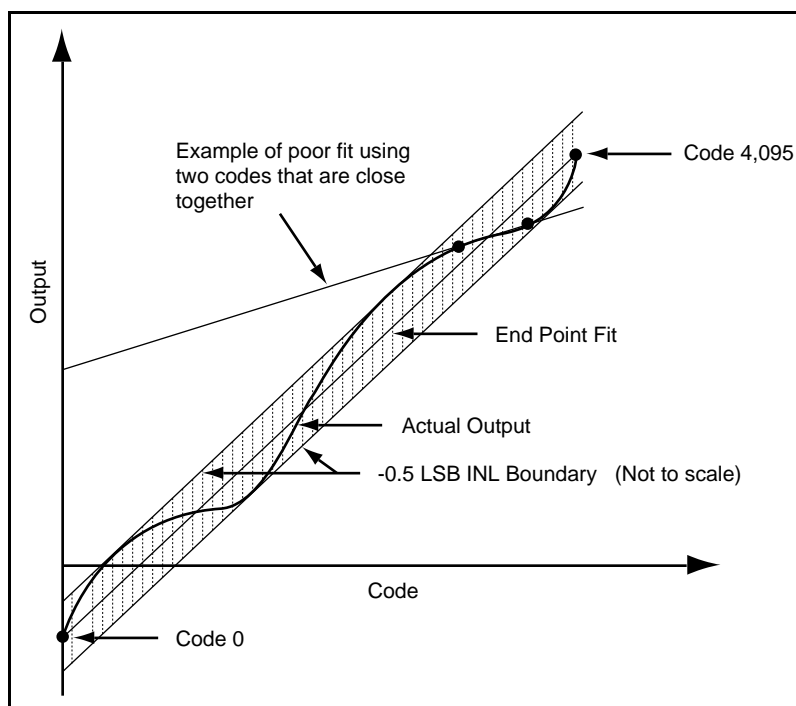 Example of poor fit using
two codes that are close
together
Code 4,095
Output
End Point Fit
Actual Output
-0.5 LSB INL Boundary (Not to scale)
Code
Code 0